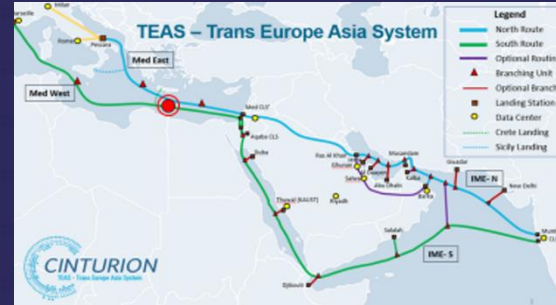 Milan
Marseille
TEAS – Trans Europe Asia System
Roma
Pescara
Med East
Med West
Med CLS
Aqaba CLS
Duba
Thuwal (KAUST)
Riyadh
Ras Al Khair
Ghunan
Salwa
Abu Dhabi
Musandam
Kalba
Barka
Gwadar
IME- N
New Delhi
Salalah
IME- S
Djibouti
Legend
North Route
South Route
Optional Routing
Branching Unit
Optional Branch
Landing Station
Data Center
Crete Landing
Sicily Landing
CINTURION
TEAS - Trans Europe Asia System